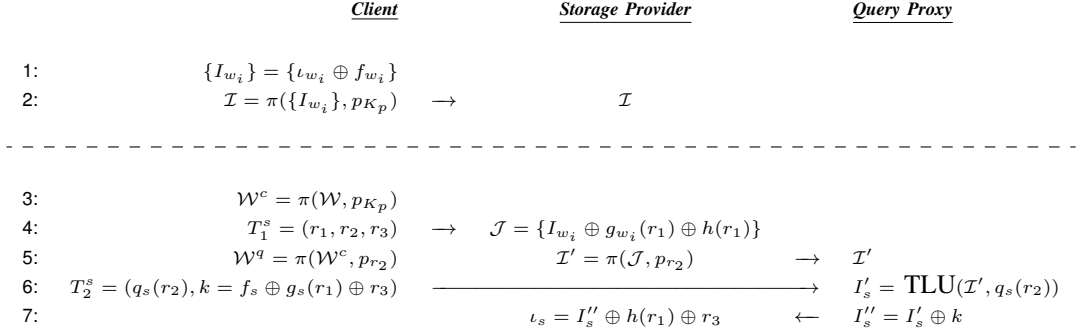 Client Storage Provider Query Proxy
1: {I_{w_i}} = {ι_{w_i} ⊕ f_{w_i}}
2: 𝓘 = π({I_{w_i}}, p_{K_p}) → 𝓘
3: 𝓦^c = π(𝓦, p_{K_p})
4: T_1^s = (r_1, r_2, r_3) → 𝓙 = {I_{w_i} ⊕ g_{w_i}(r_1) ⊕ h(r_1)}
5: 𝓦^q = π(𝓦^c, p_{r_2}) 𝓘′ = π(𝓙, p_{r_2}) → 𝓘′
6: T_2^s = (q_s(r_2), k = f_s ⊕ g_s(r_1) ⊕ r_3) → I′_s = TLU(𝓘′, q_s(r_2))
7: ι_s = I″_s ⊕ h(r_1) ⊕ r_3 ← I″_s = I′_s ⊕ k